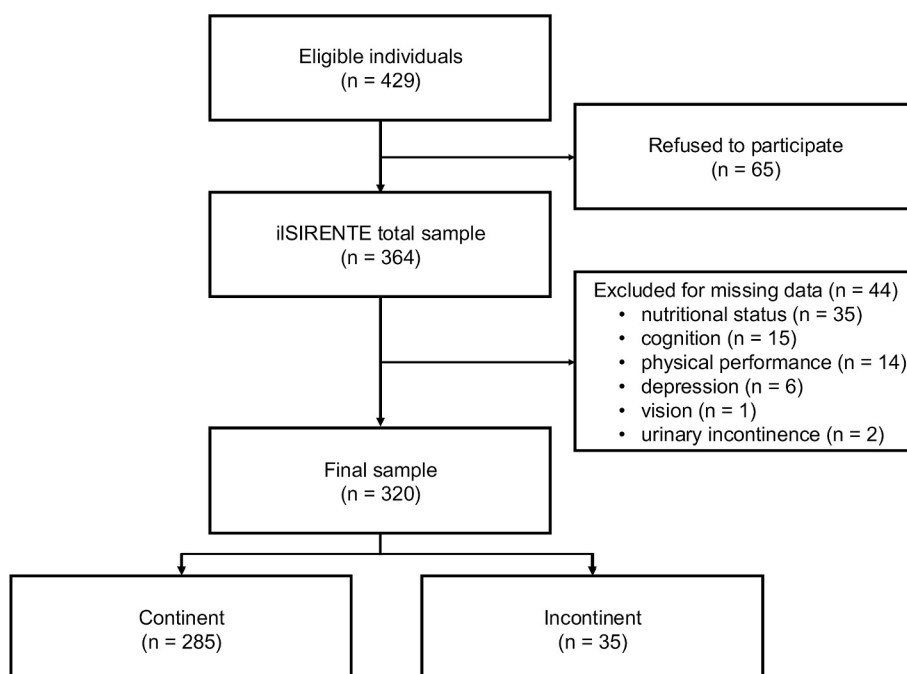 Eligible individuals
(n = 429)
Refused to participate
(n = 65)
ilSIRENTE total sample
(n = 364)
Excluded for missing data (n = 44)
• nutritional status (n = 35)
• cognition (n = 15)
• physical performance (n = 14)
• depression (n = 6)
• vision (n = 1)
• urinary incontinence (n = 2)
Final sample
(n = 320)
Continent
(n = 285)
Incontinent
(n = 35)